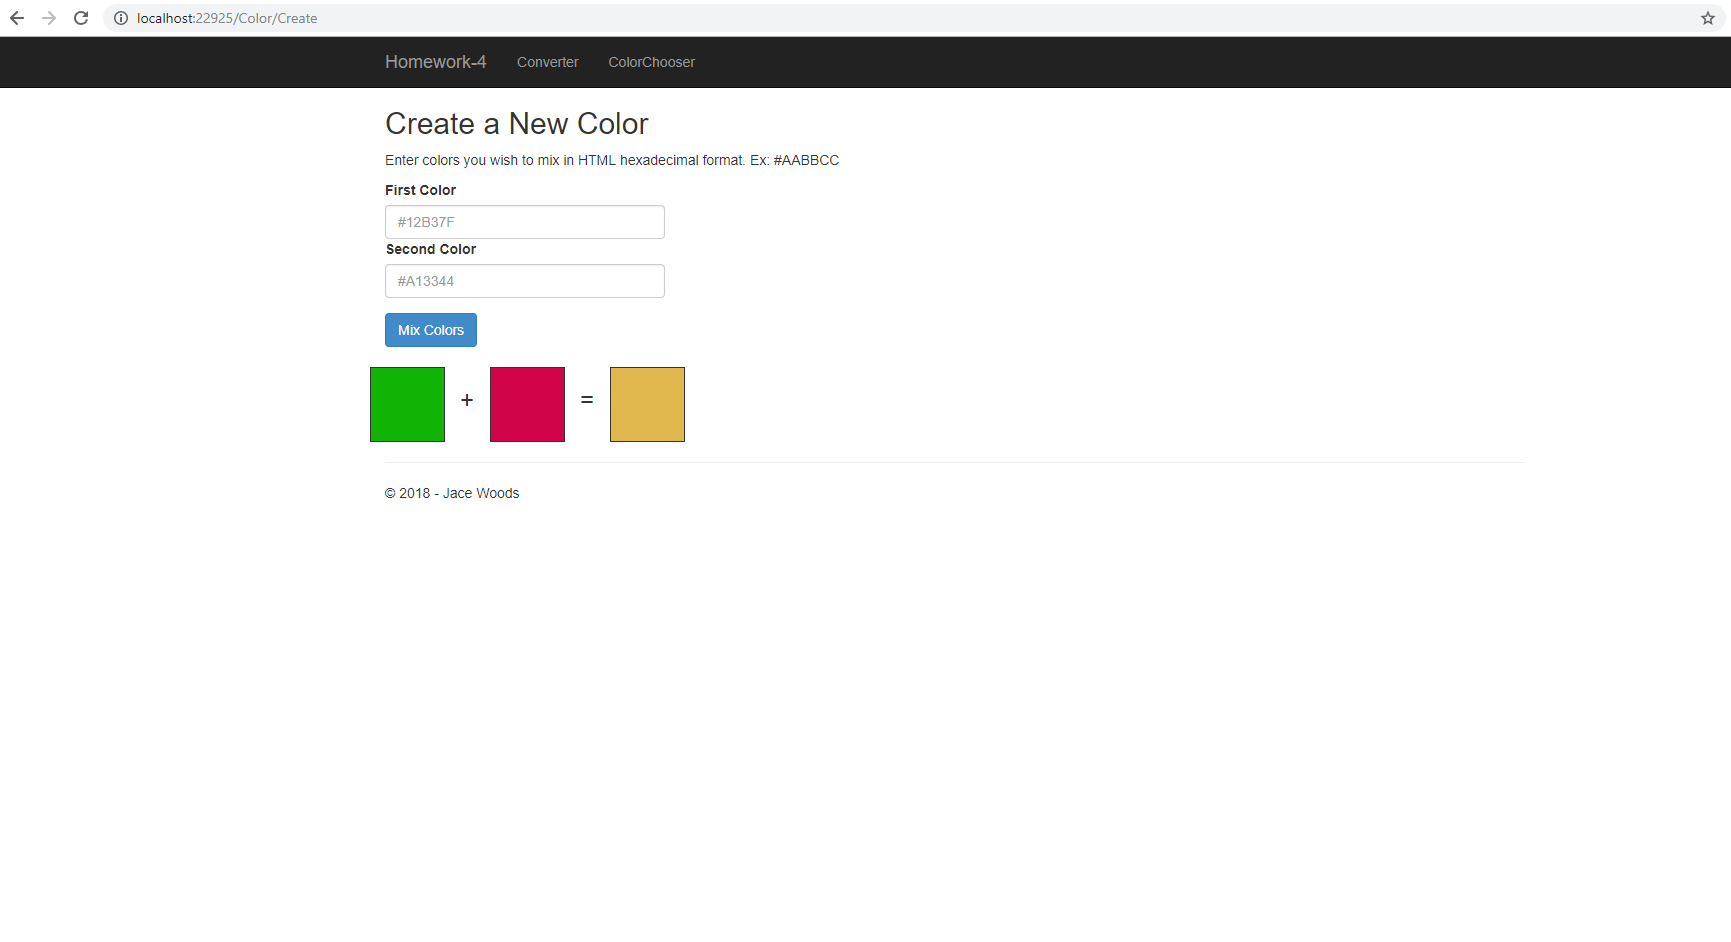 localhost:22925/Color/Create
Homework-4 Converter ColorChooser
Create a New Color
Enter colors you wish to mix in HTML hexadecimal format. Ex: #AABBCC
First Color
#12B37F
Second Color
#A13344
Mix Colors
+ =
© 2018 - Jace Woods